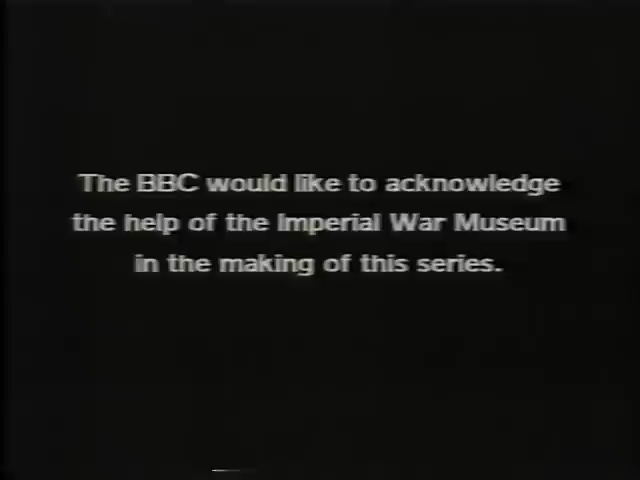 The BBC would like to acknowledge
the help of the Imperial War Museum
in the making of this series.